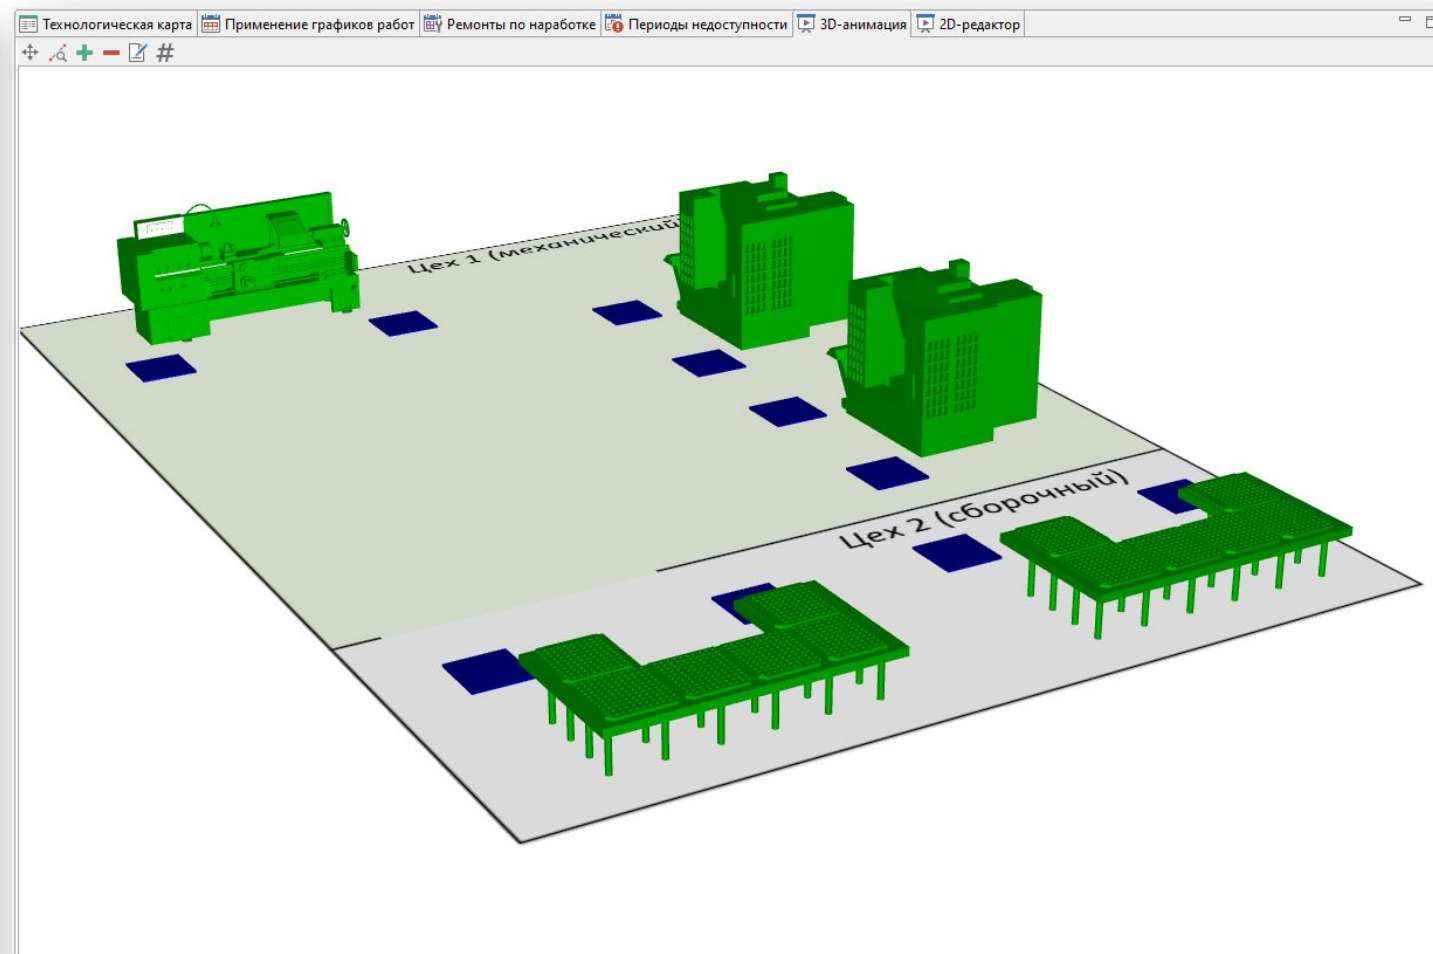 Технологическая карта Применение графиков работ Ремонты по наработке Периоды недоступности 3D-анимация 2D-редактор
Цех 1 (механический)
Цех 2 (сборочный)